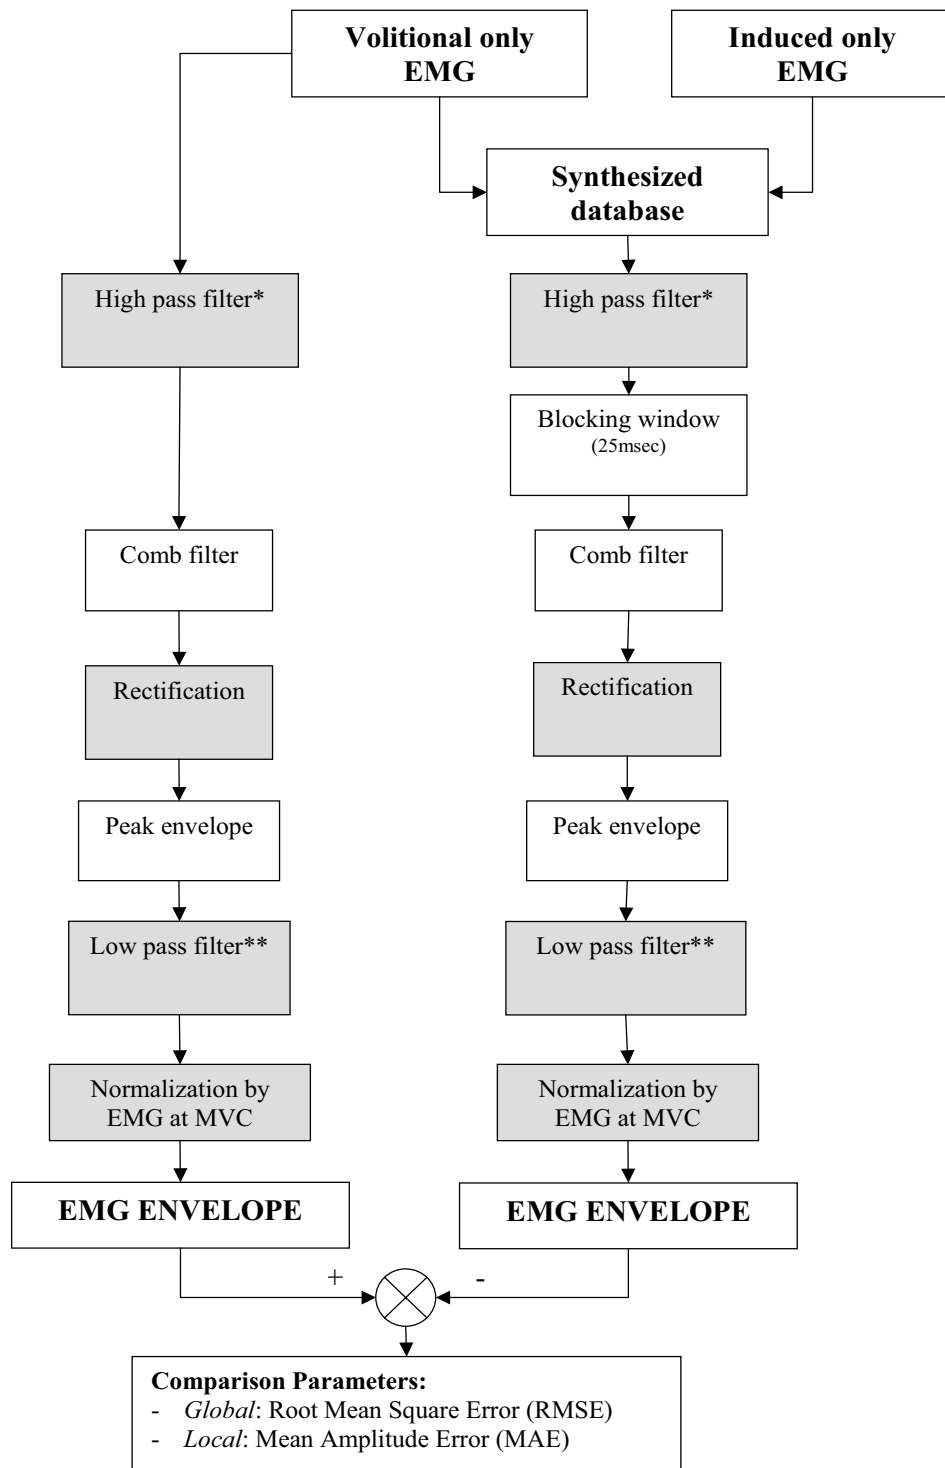 Volitional only
EMG
Induced only
EMG
Synthesized
database
High pass filter*
High pass filter*
Blocking window
(25msec)
Comb filter
Comb filter
Rectification
Rectification
Peak envelope
Peak envelope
Low pass filter**
Low pass filter**
Normalization by
EMG at MVC
Normalization by
EMG at MVC
EMG ENVELOPE
EMG ENVELOPE
+
-
Comparison Parameters:
- Global: Root Mean Square Error (RMSE)
- Local: Mean Amplitude Error (MAE)